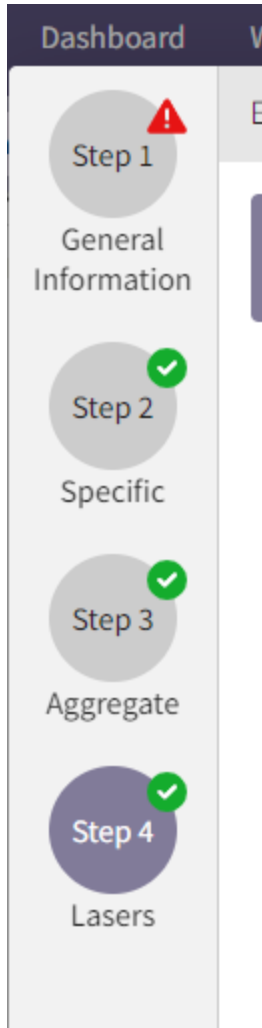 Dashboard
Step 1
General
Information
Step 2
Specific
Step 3
Aggregate
Step 4
Lasers